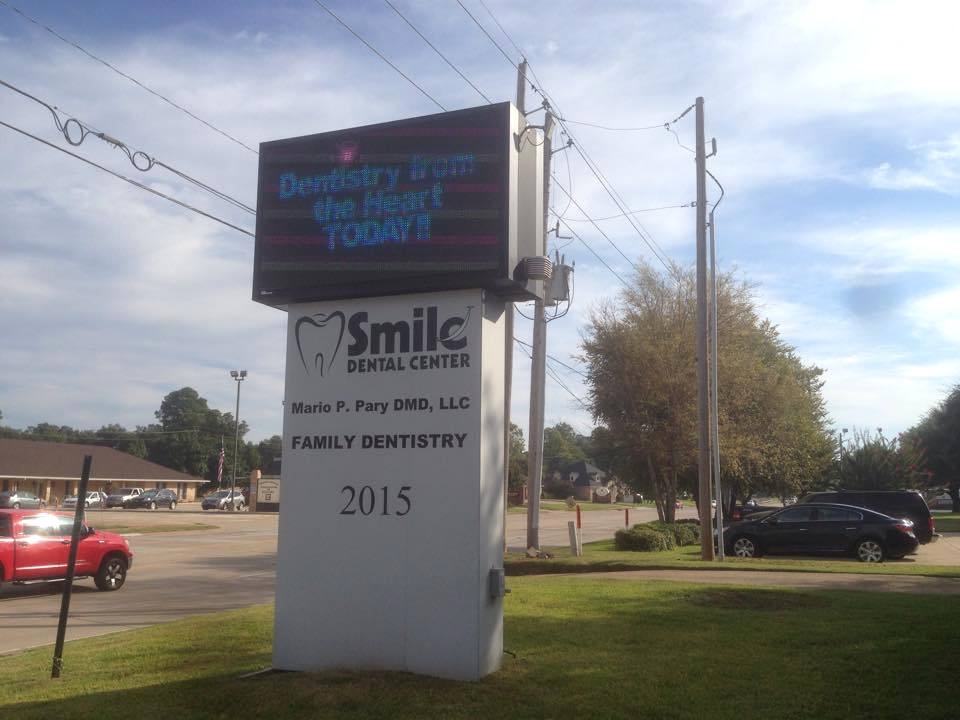 Dentistry from
the Heart
TODAY!!
Smile
DENTAL CENTER
Mario P. Pary DMD, LLC
FAMILY DENTISTRY
2015